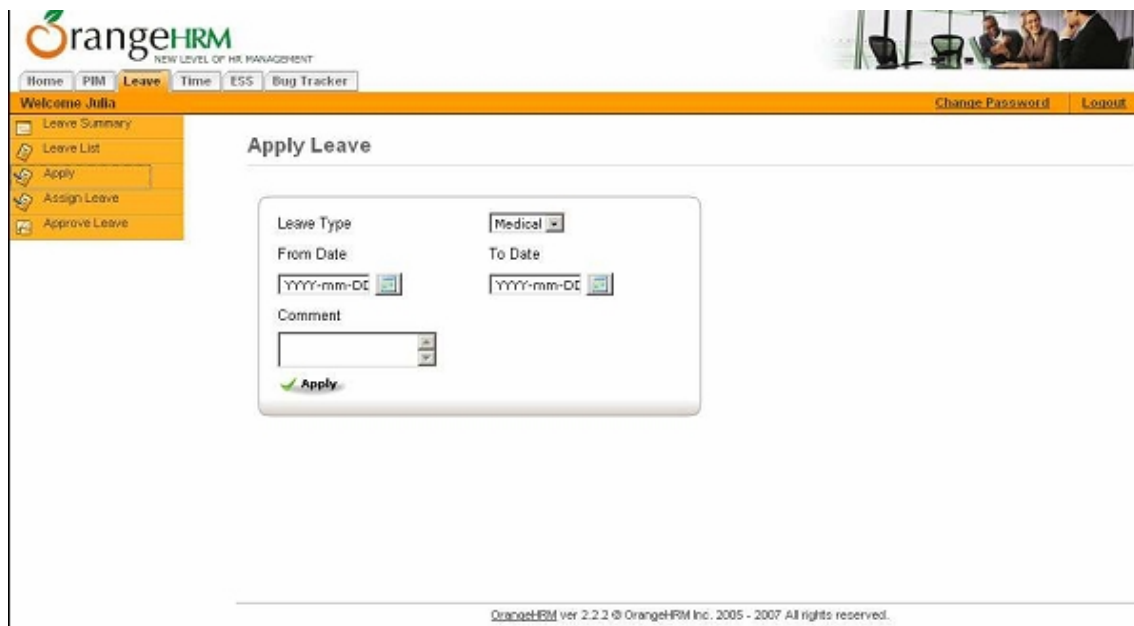 OrangeHRM
NEW LEVEL OF HR MANAGEMENT
Home PIM Leave Time ESS Bug Tracker
Welcome Julia Change Password Logout
Leave Summary
Leave List
Apply
Assign Leave
Approve Leave
Apply Leave
Leave Type Medical
From Date To Date
YYYY-mm-DD YYYY-mm-DD
Comment
Apply
OrangeHRM ver 2.2.2 © OrangeHRM Inc. 2005 - 2007 All rights reserved.